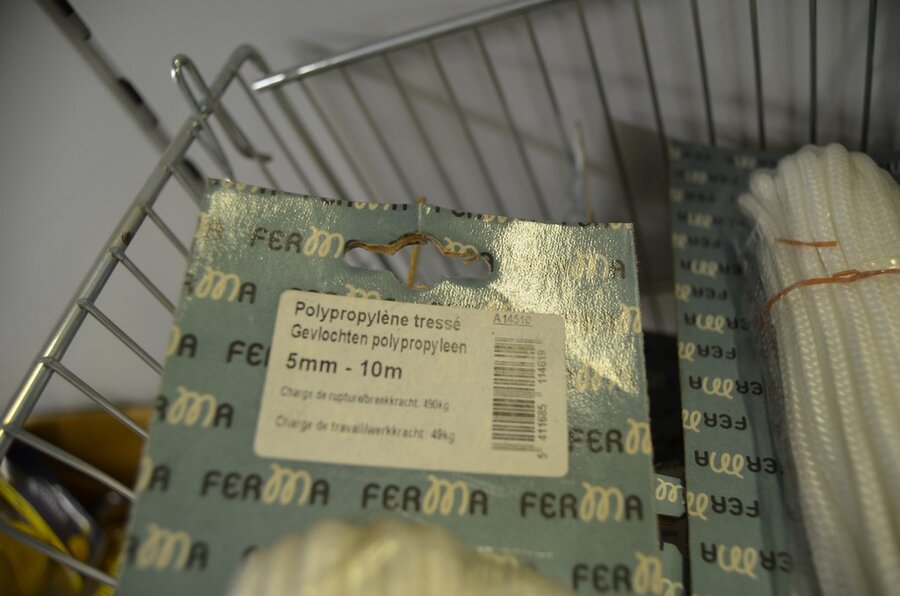 FERMA
Polypropylène tressé
A14510
Gevlochten polypropyleen
5mm - 10m
Charge de rupture/breekkracht: 490kg
Charge de travail/werkkracht: 49kg
FERMA
FERMA FERMA FERMA